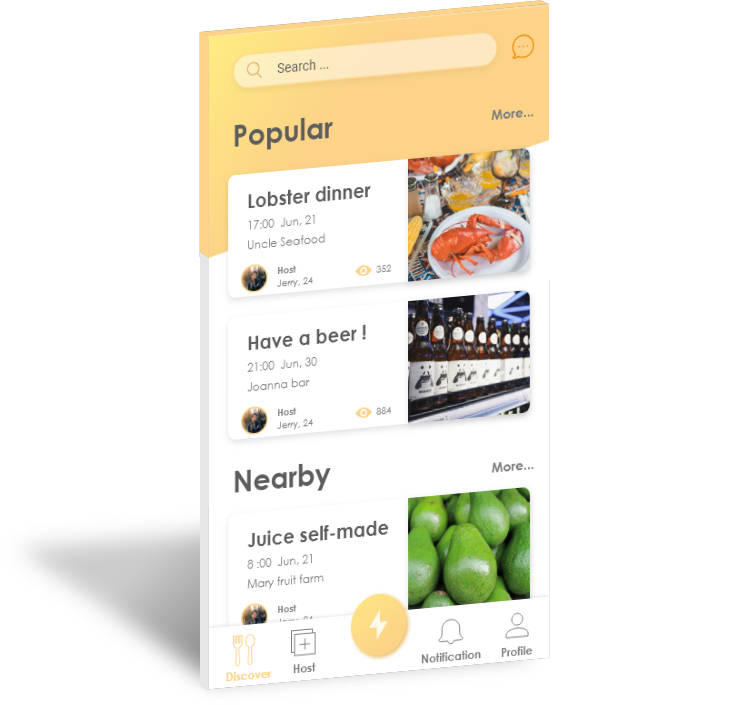 Search ...
Popular
More...
Lobster dinner
17:00 Jun, 21
Uncle Seafood
Host
Jerry, 24
352
Have a beer !
21:00 Jun, 30
Joanna bar
Host
Jerry, 24
884
Nearby
More...
Juice self-made
8 :00 Jun, 21
Mary fruit farm
Host
Discover
Host
Notification
Profile